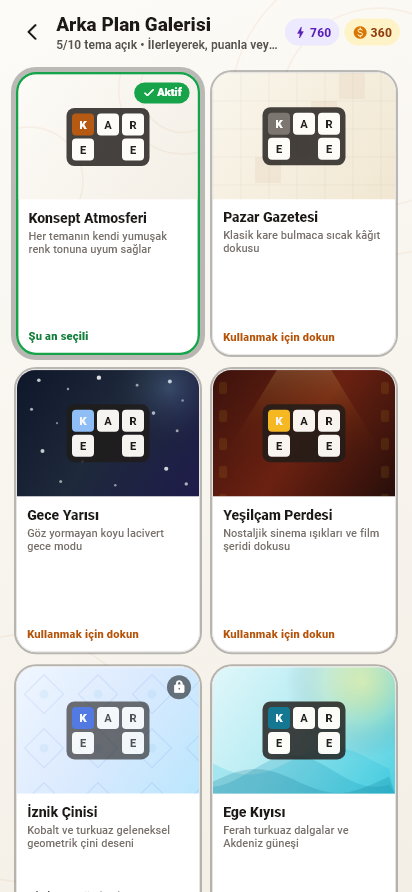 Arka Plan Galerisi
5/10 tema açık • İlerleyerek, puanla vey...
760
360
Aktif
K A R
E E
Konsept Atmosferi
Her temanın kendi yumuşak
renk tonuna uyum sağlar
Şu an seçili
K A R
E E
Pazar Gazetesi
Klasik kare bulmaca sıcak kâğıt
dokusu
Kullanmak için dokun
K A R
E E
Gece Yarısı
Göz yormayan koyu lacivert
gece modu
Kullanmak için dokun
K A R
E E
Yeşilçam Perdesi
Nostaljik sinema ışıkları ve film
şeridi dokusu
Kullanmak için dokun
K A R
E E
İznik Çinisi
Kobalt ve turkuaz geleneksel
geometrik çini deseni
K A R
E E
Ege Kıyısı
Ferah turkuaz dalgalar ve
Akdeniz güneşi